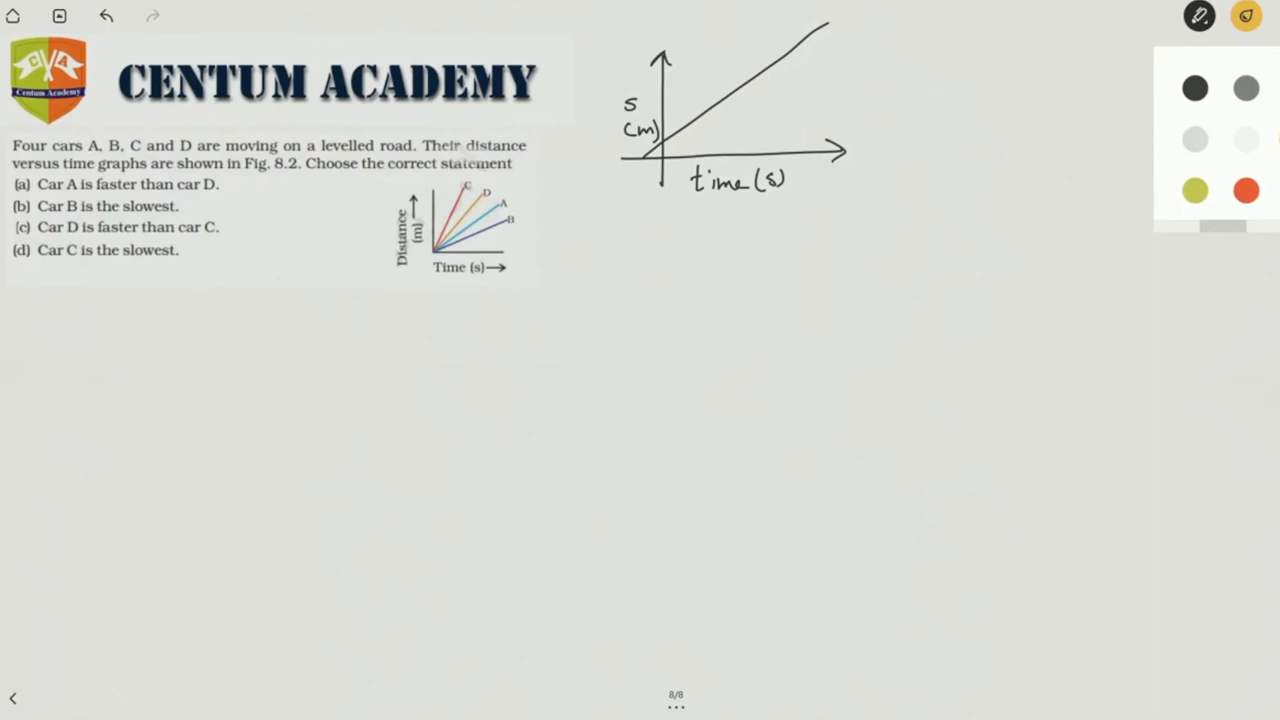 C A
Centum Academy
CENTUM ACADEMY
Four cars A, B, C and D are moving on a levelled road. Their distance
versus time graphs are shown in Fig. 8.2. Choose the correct statement
(a) Car A is faster than car D.
(b) Car B is the slowest.
(c) Car D is faster than car C.
(d) Car C is the slowest.
Distance
(m)
C
D
A
B
Time (s)
s
(m)
time (s)
8/8